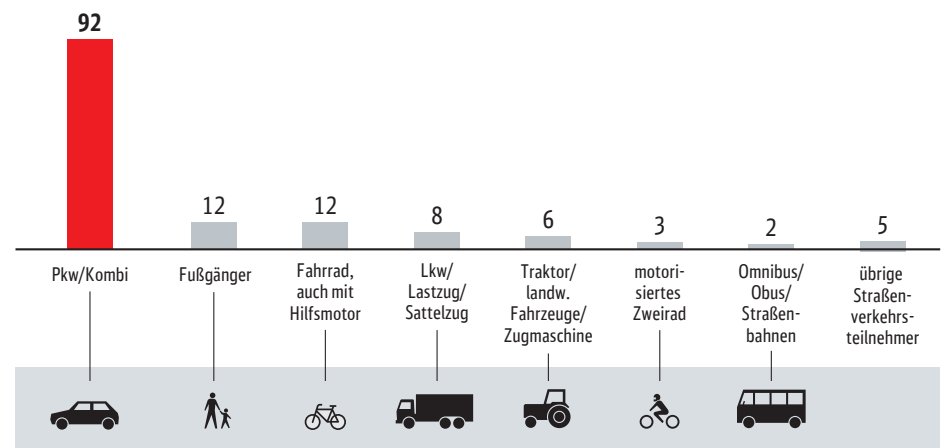 92
12
12
8
6
3
2
5
Pkw/Kombi
Fußgänger
Fahrrad,
auch mit
Hilfsmotor
Lkw/
Lastzug/
Sattelzug
Traktor/
landw.
Fahrzeuge/
Zugmaschine
motori-
siertes
Zweirad
Omnibus/
Obus/
Straßen-
bahnen
übrige
Straßen-
verkehrs-
teilnehmer